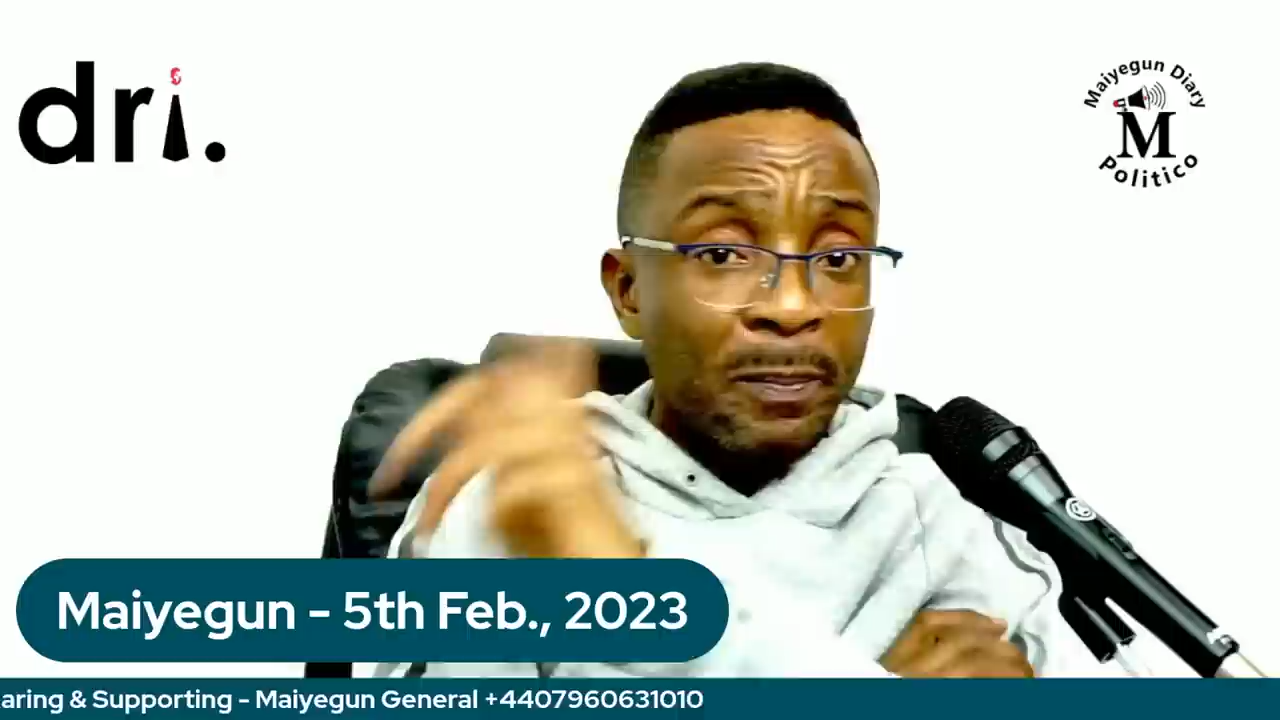 dri.
Maiyegun Diary
M
Politico
Maiyegun - 5th Feb., 2023
aring & Supporting - Maiyegun General +4407960631010